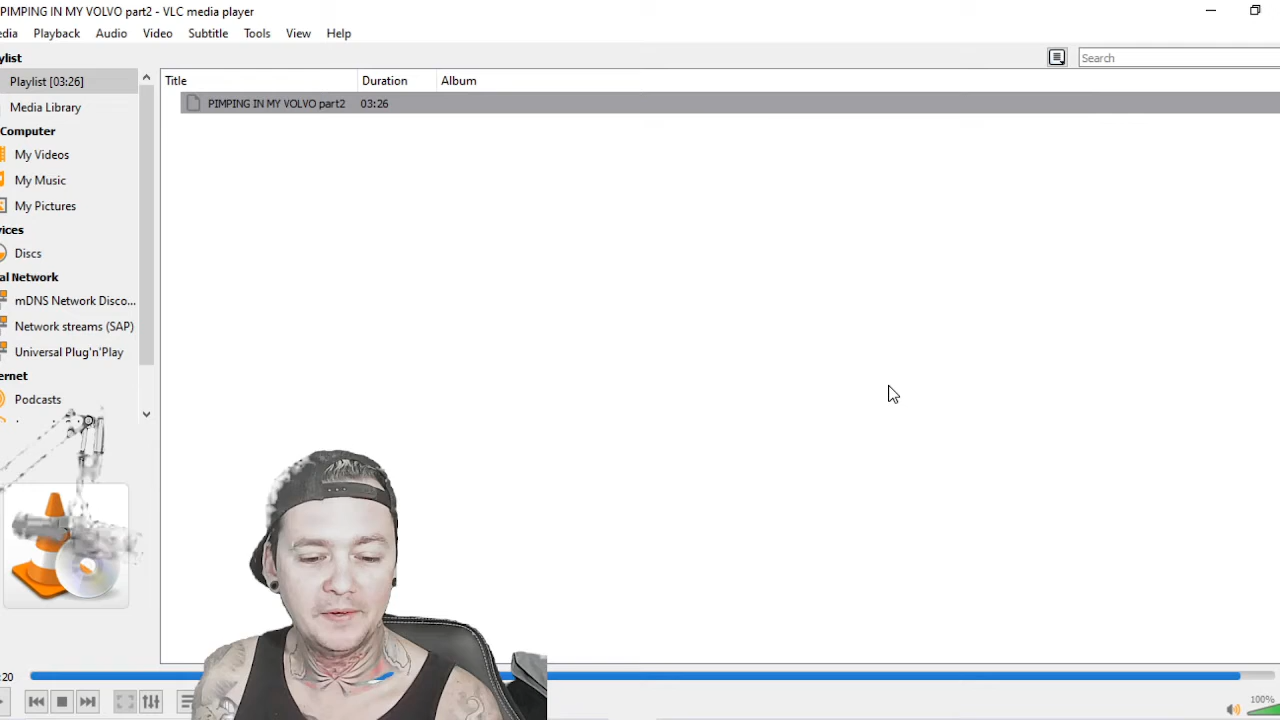 PIMPING IN MY VOLVO part2 - VLC media player
edia Playback Audio Video Subtitle Tools View Help
ylist
Search
Playlist [03:26]
Title Duration Album
PIMPING IN MY VOLVO part2 03:26
Media Library
Computer
My Videos
My Music
My Pictures
vices
Discs
al Network
mDNS Network Disco...
Network streams (SAP)
Universal Plug'n'Play
ernet
Podcasts
:20
100%